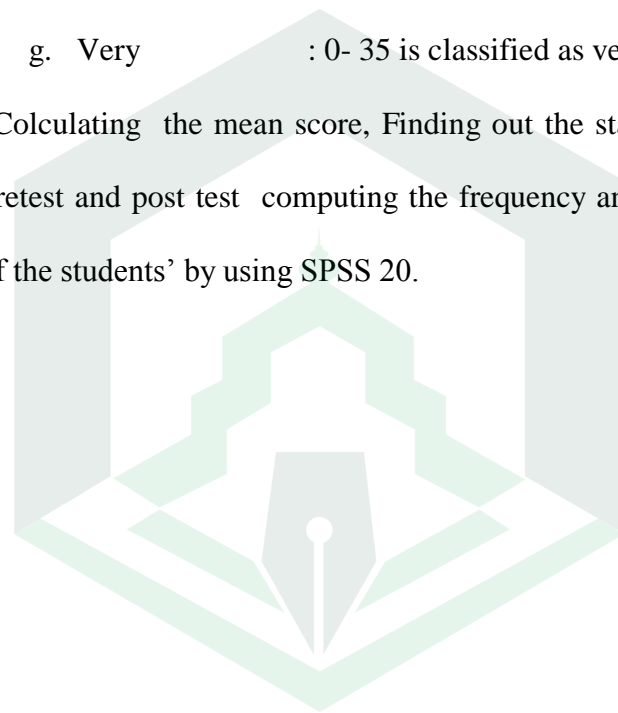 g. Very : 0- 35 is classified as ve
Colculating the mean score, Finding out the sta
retest and post test computing the frequency an
f the students’ by using SPSS 20.